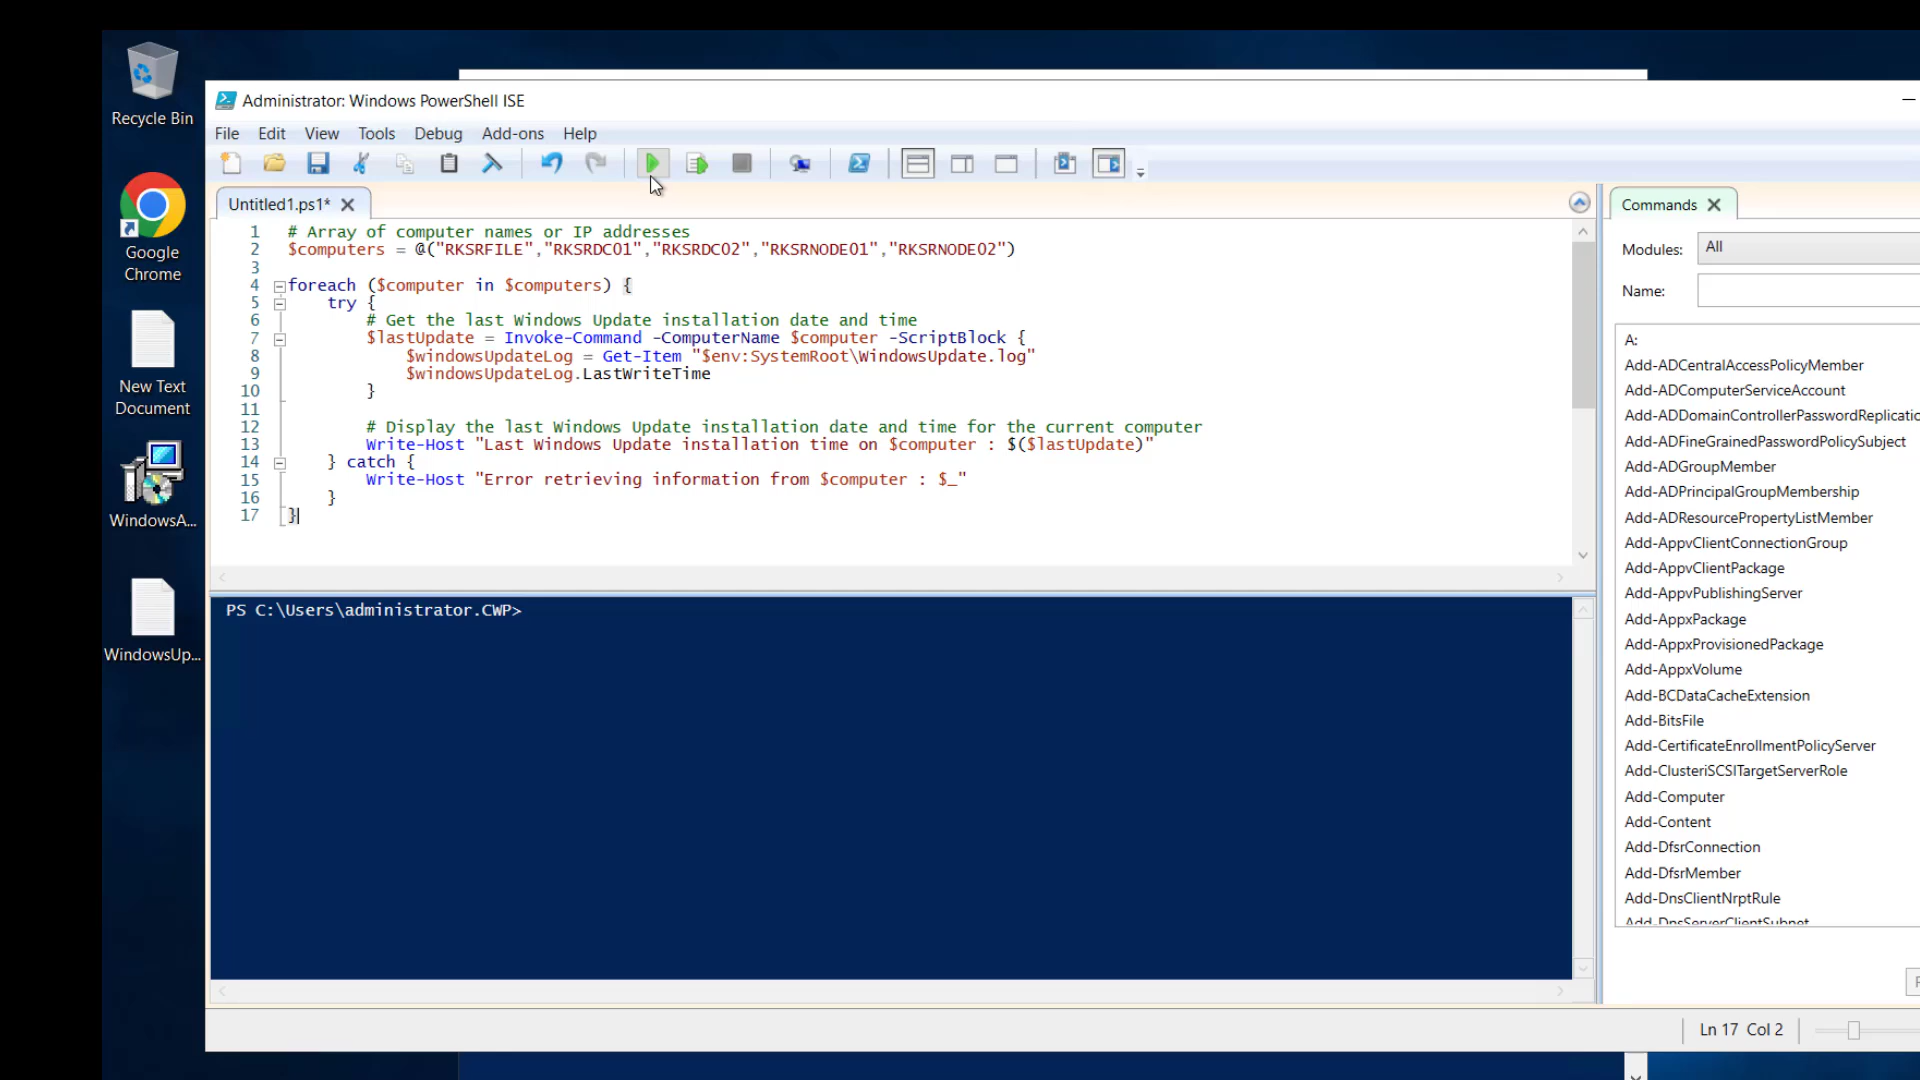 Recycle Bin
Google
Chrome
New Text
Document
WindowsA...
WindowsUp...
Administrator: Windows PowerShell ISE
File Edit View Tools Debug Add-ons Help
Untitled1.ps1*
1 # Array of computer names or IP addresses
2 $computers = @("RKSRFILE","RKSRDC01","RKSRDC02","RKSRNODE01","RKSRNODE02")
3
4 foreach ($computer in $computers) {
5 try {
6 # Get the last Windows Update installation date and time
7 $lastUpdate = Invoke-Command -ComputerName $computer -ScriptBlock {
8 $windowsUpdateLog = Get-Item "$env:SystemRoot\WindowsUpdate.log"
9 $windowsUpdateLog.LastWriteTime
10 }
11
12 # Display the last Windows Update installation date and time for the current computer
13 Write-Host "Last Windows Update installation time on $computer : $($lastUpdate)"
14 } catch {
15 Write-Host "Error retrieving information from $computer : $_"
16 }
17 }
PS C:\Users\administrator.CWP>
Commands
Modules: All
Name:
A:
Add-ADCentralAccessPolicyMember
Add-ADComputerServiceAccount
Add-ADDomainControllerPasswordReplicatio
Add-ADFineGrainedPasswordPolicySubject
Add-ADGroupMember
Add-ADPrincipalGroupMembership
Add-ADResourcePropertyListMember
Add-AppvClientConnectionGroup
Add-AppvClientPackage
Add-AppvPublishingServer
Add-AppxPackage
Add-AppxProvisionedPackage
Add-AppxVolume
Add-BCDataCacheExtension
Add-BitsFile
Add-CertificateEnrollmentPolicyServer
Add-ClusteriSCSITargetServerRole
Add-Computer
Add-Content
Add-DfsrConnection
Add-DfsrMember
Add-DnsClientNrptRule
Add-DnsServerClientSubnet
Ln 17 Col 2